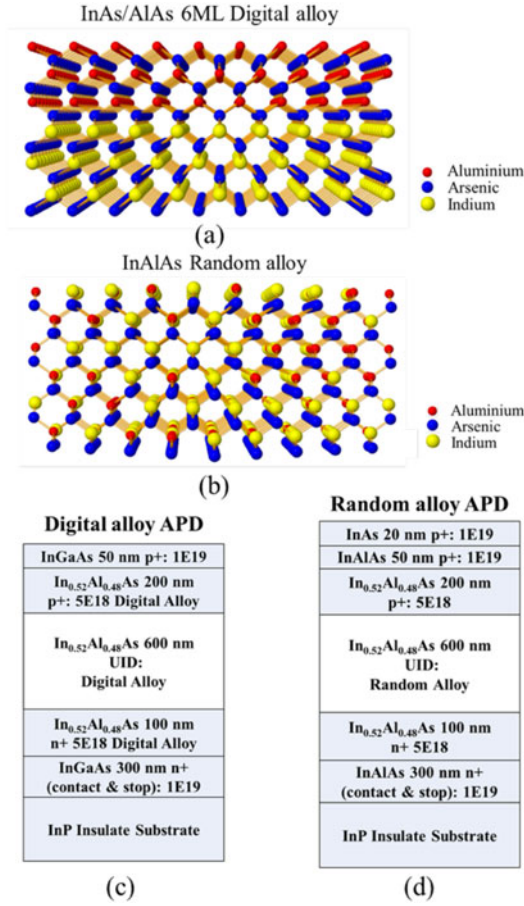 InAs/AlAs 6ML Digital alloy
Aluminium
Arsenic
Indium
(a)
InAlAs Random alloy
Aluminium
Arsenic
Indium
(b)
Digital alloy APD
InGaAs 50 nm p+: 1E19
In0.52Al0.48As 200 nm
p+: 5E18 Digital Alloy
In0.52Al0.48As 600 nm
UID:
Digital Alloy
In0.52Al0.48As 100 nm
n+ 5E18 Digital Alloy
InGaAs 300 nm n+
(contact & stop): 1E19
InP Insulate Substrate
(c)
Random alloy APD
InAs 20 nm p+: 1E19
InAlAs 50 nm p+: 1E19
In0.52Al0.48As 200 nm
p+: 5E18
In0.52Al0.48As 600 nm
UID:
Random Alloy
In0.52Al0.48As 100 nm
n+ 5E18
InAlAs 300 nm n+
(contact & stop): 1E19
InP Insulate Substrate
(d)